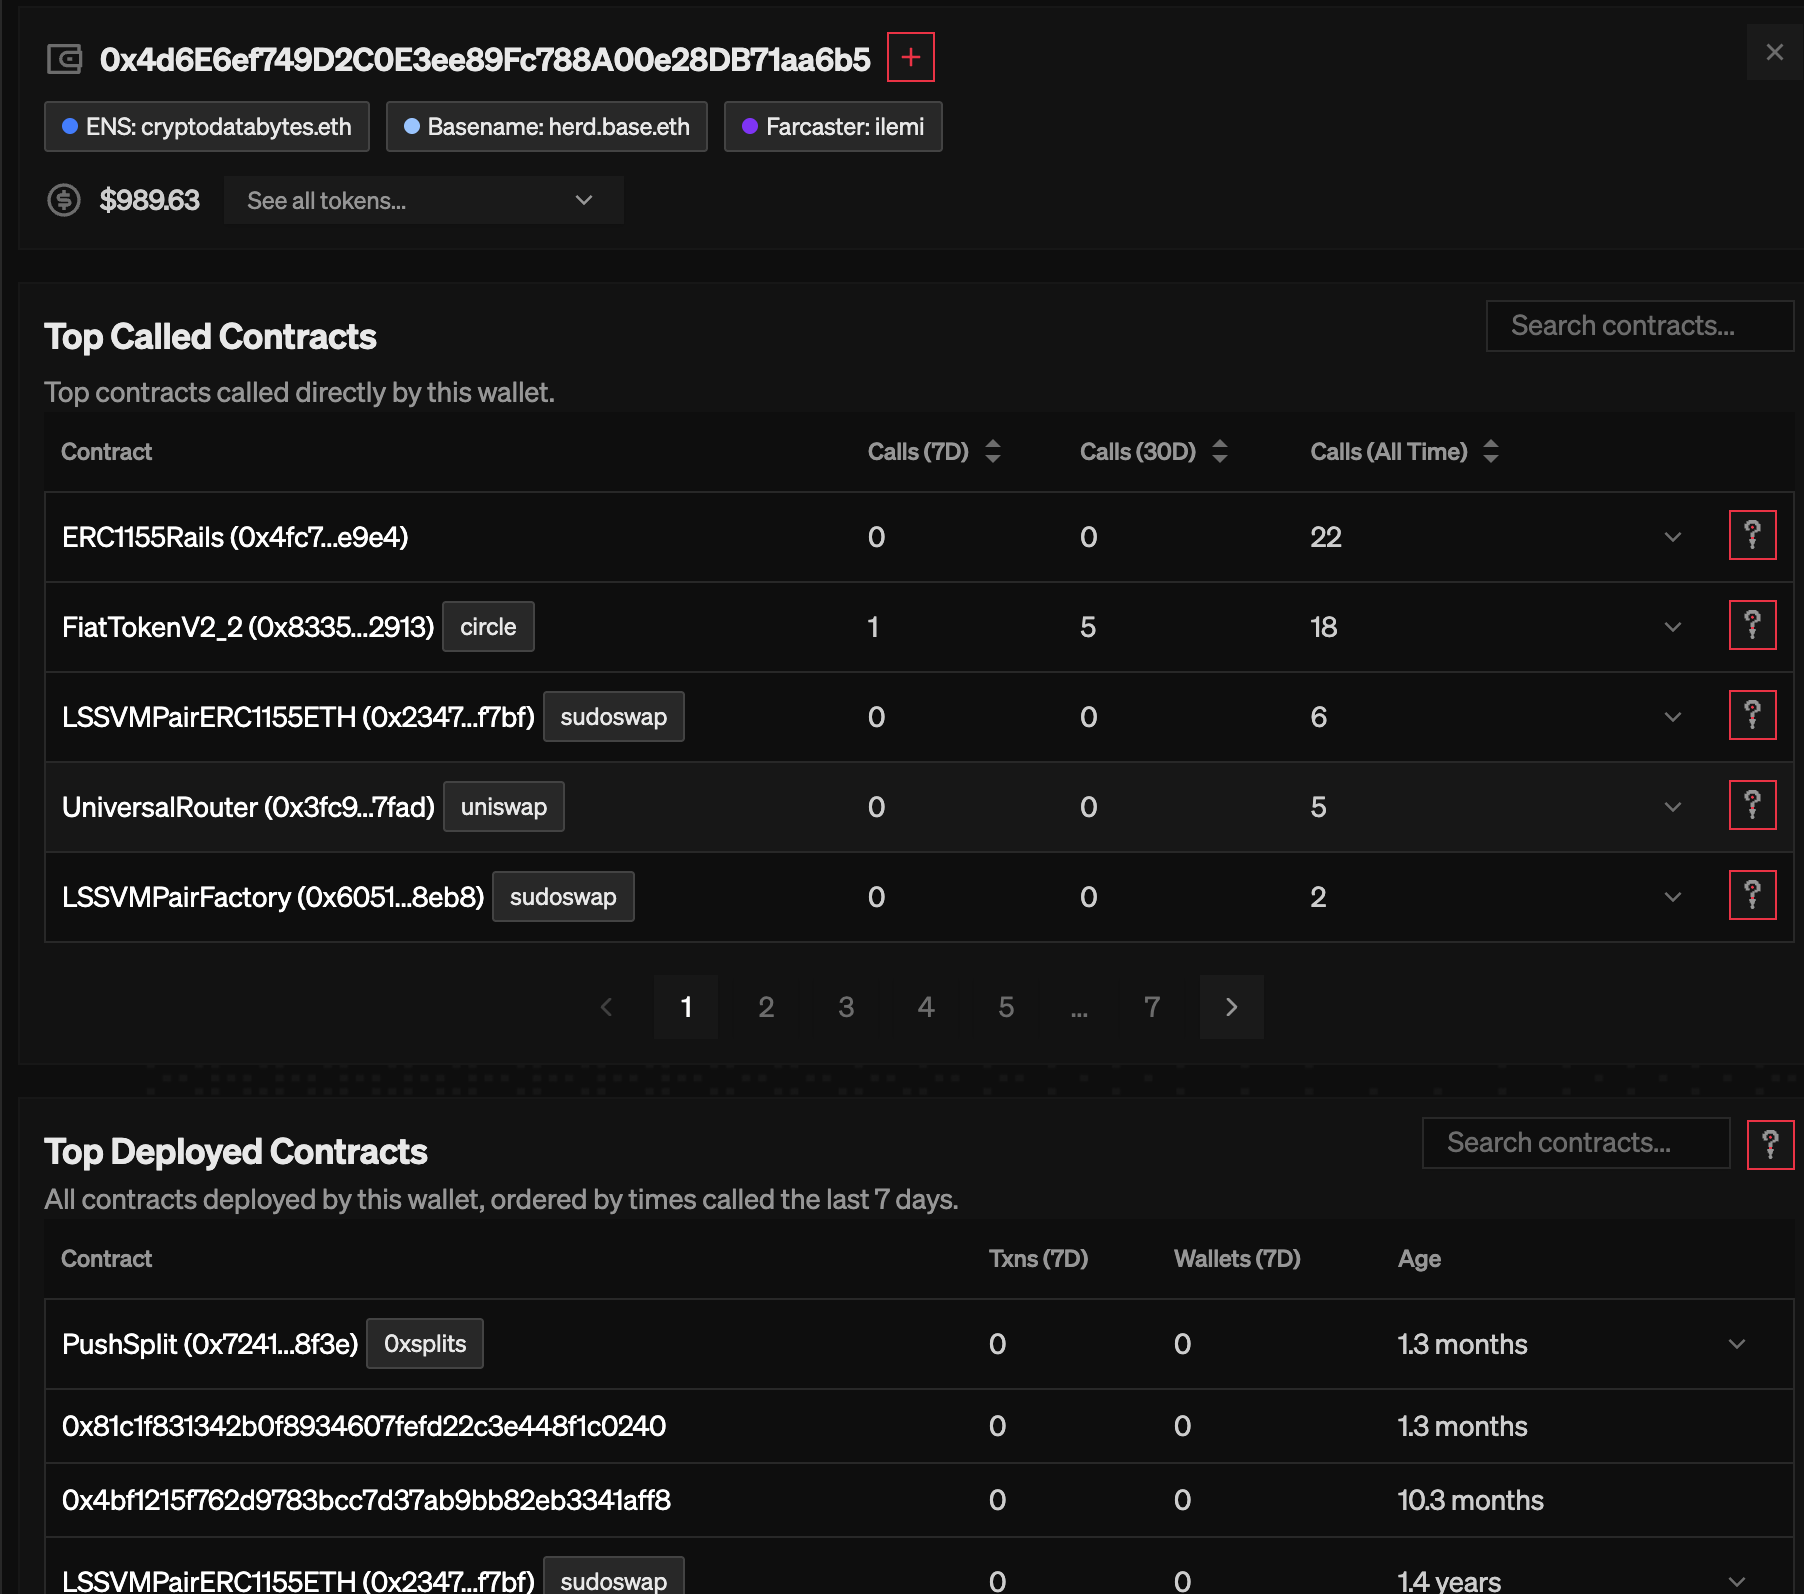 0x4d6E6ef749D2C0E3ee89Fc788A00e28DB71aa6b5 +
ENS: cryptodatabytes.eth Basename: herd.base.eth Farcaster: ilemi
$989.63 See all tokens...
Top Called Contracts Search contracts...
Top contracts called directly by this wallet.
Contract Calls (7D) Calls (30D) Calls (All Time)
ERC1155Rails (0x4fc7...e9e4) 0 0 22 ?
FiatTokenV2_2 (0x8335...2913) circle 1 5 18 ?
LSSVMPairERC1155ETH (0x2347...f7bf) sudoswap 0 0 6 ?
UniversalRouter (0x3fc9...7fad) uniswap 0 0 5 ?
LSSVMPairFactory (0x6051...8eb8) sudoswap 0 0 2 ?
1 2 3 4 5 ... 7
Top Deployed Contracts Search contracts... ?
All contracts deployed by this wallet, ordered by times called the last 7 days.
Contract Txns (7D) Wallets (7D) Age
PushSplit (0x7241...8f3e) 0xsplits 0 0 1.3 months
0x81c1f831342b0f8934607fefd22c3e448f1c0240 0 0 1.3 months
0x4bf1215f762d9783bcc7d37ab9bb82eb3341aff8 0 0 10.3 months
LSSVMPairERC1155ETH (0x2347...f7bf) sudoswap 0 0 1.4 years